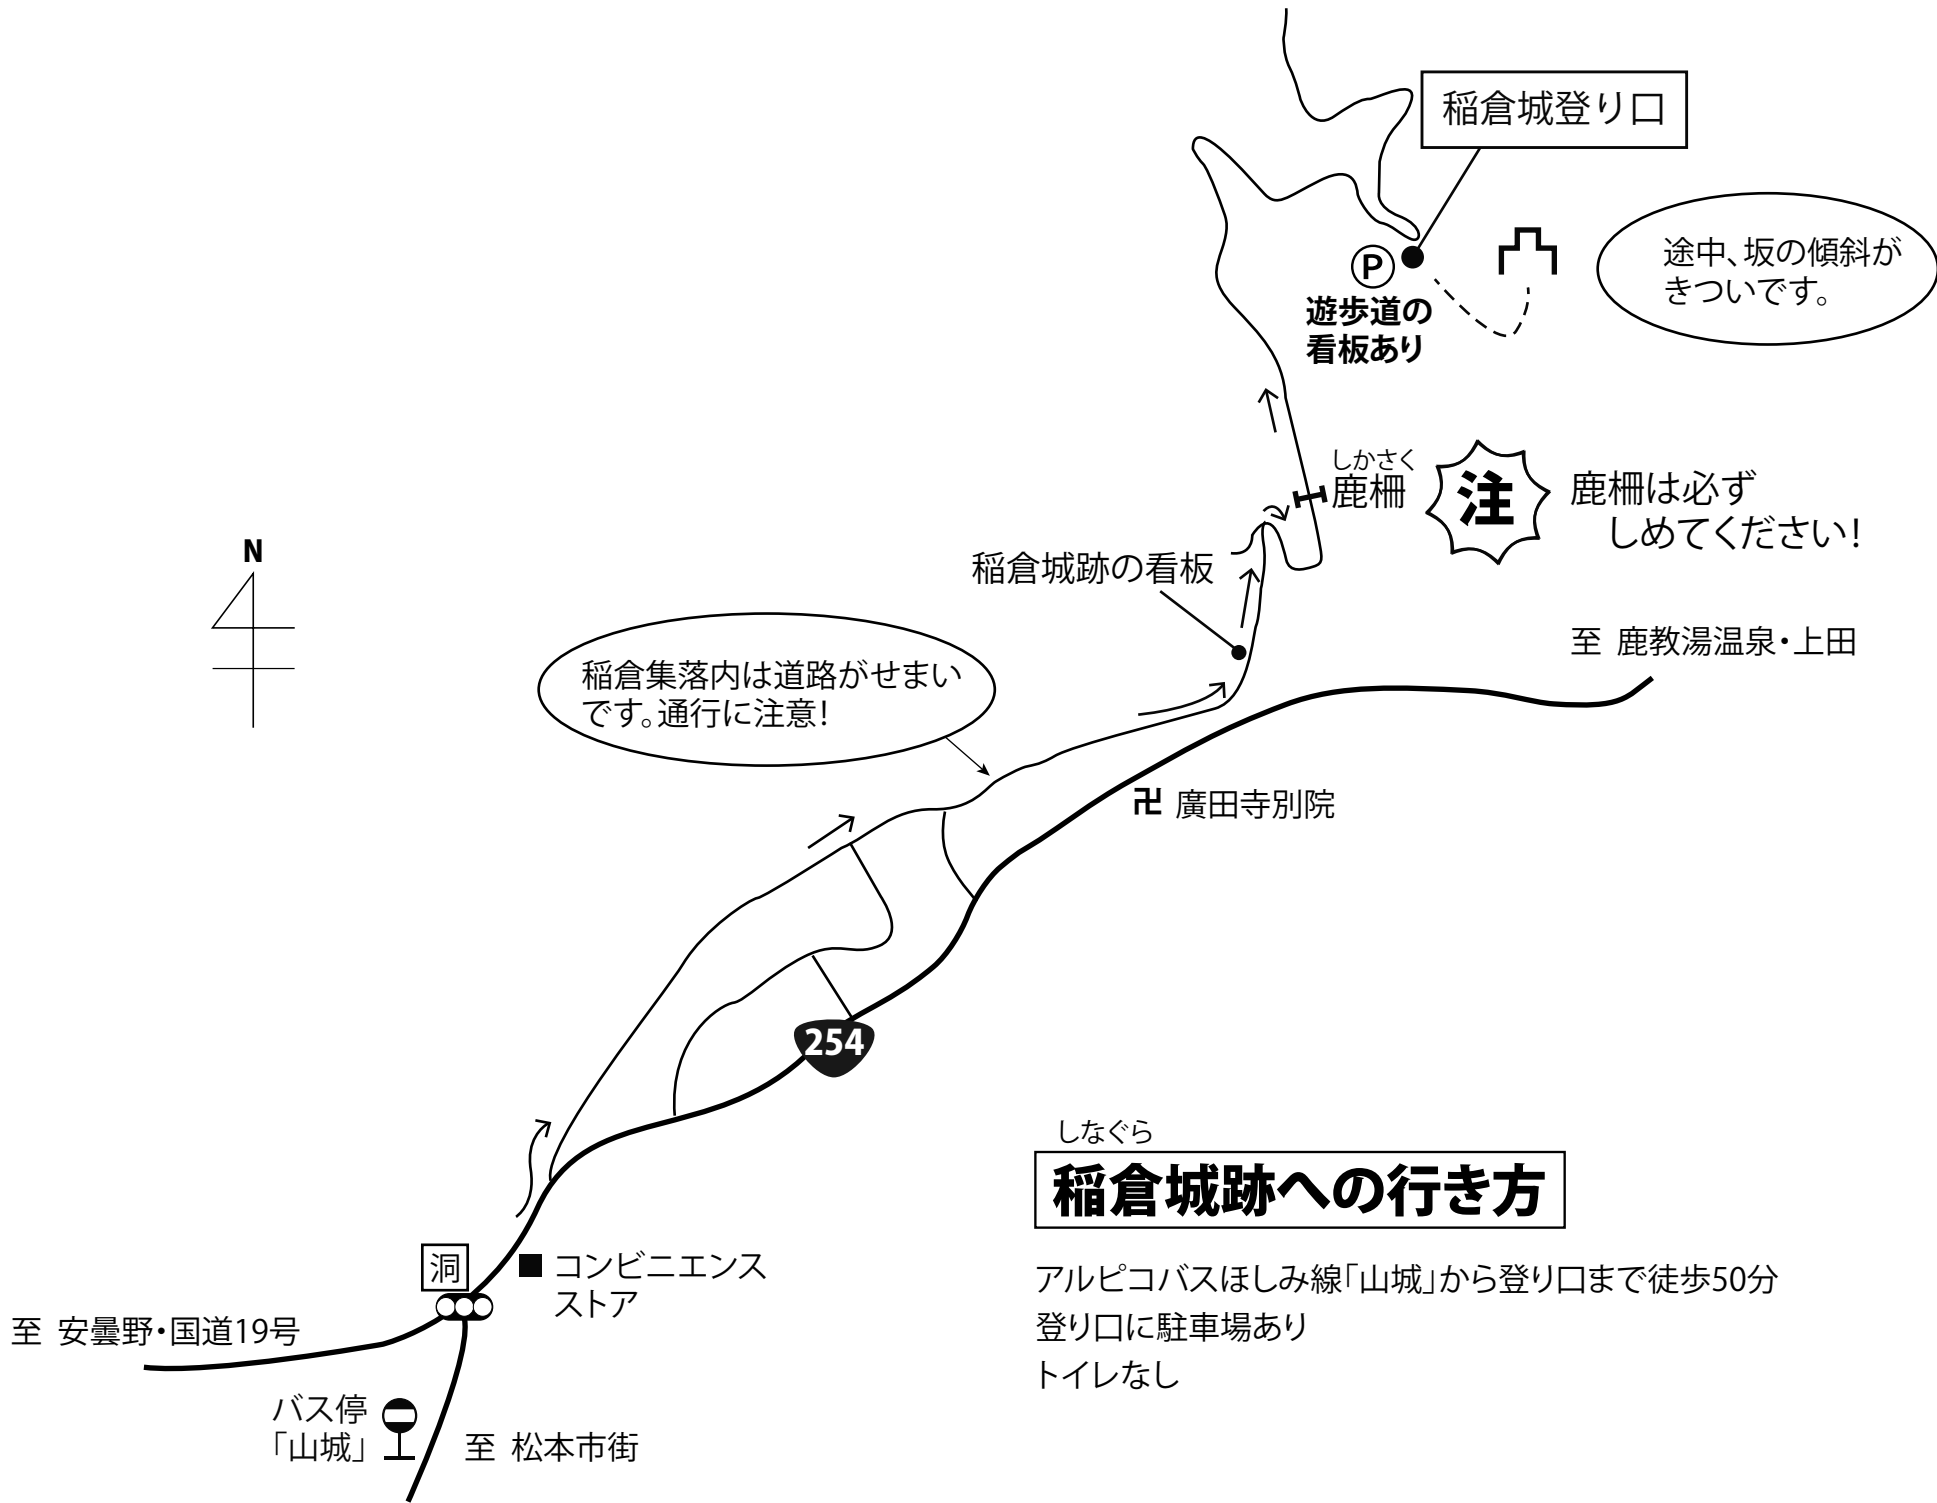 稲倉城登り口
途中、坂の傾斜が
きついです。
P
遊歩道の
看板あり
しかさく
鹿柵
注
鹿柵は必ず
しめてください!
N
稲倉城跡の看板
至 鹿教湯温泉・上田
稲倉集落内は道路がせまい
です。通行に注意!
卍 廣田寺別院
254
しなぐら
稲倉城跡への行き方
洞
コンビニエンス
ストア
アルピコバスほしみ線「山城」から登り口まで徒歩50分
登り口に駐車場あり
トイレなし
至 安曇野・国道19号
バス停
「山城」
至 松本市街